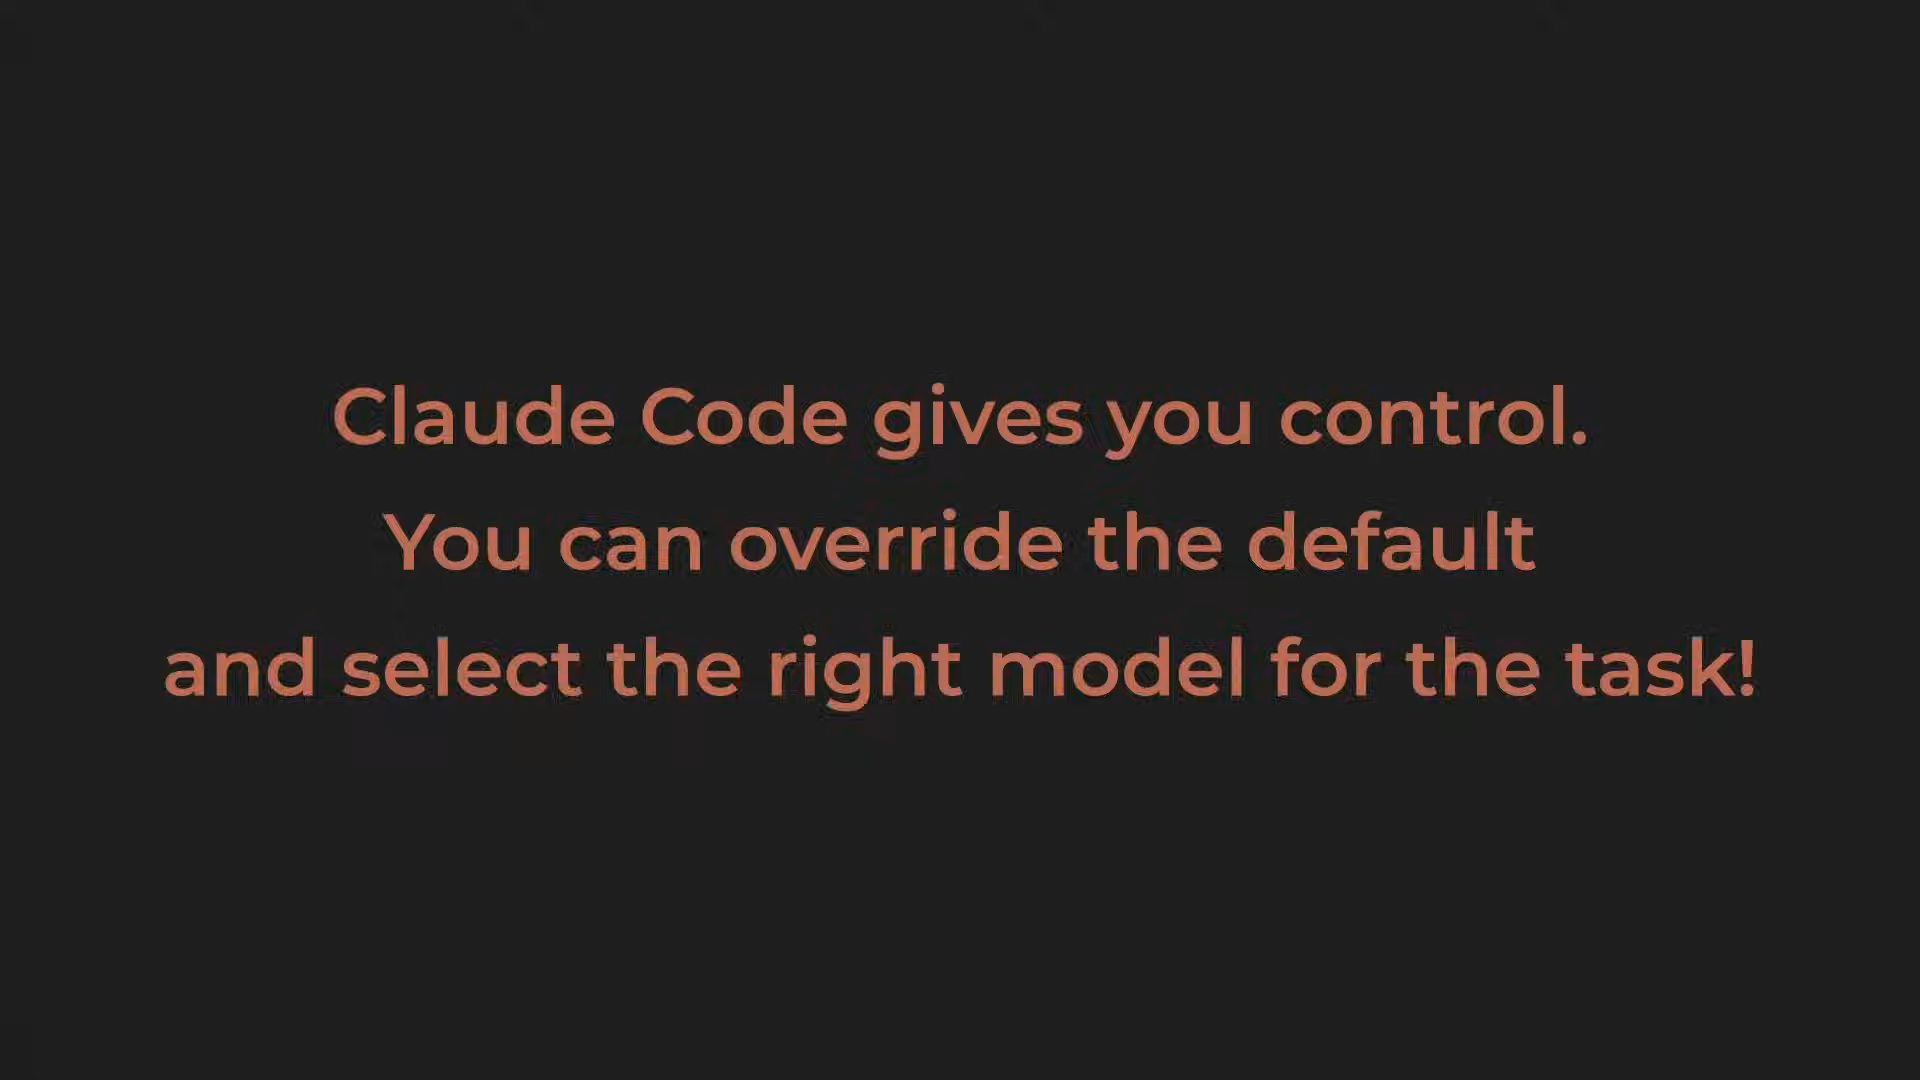 Claude Code gives you control.
You can override the default
and select the right model for the task!